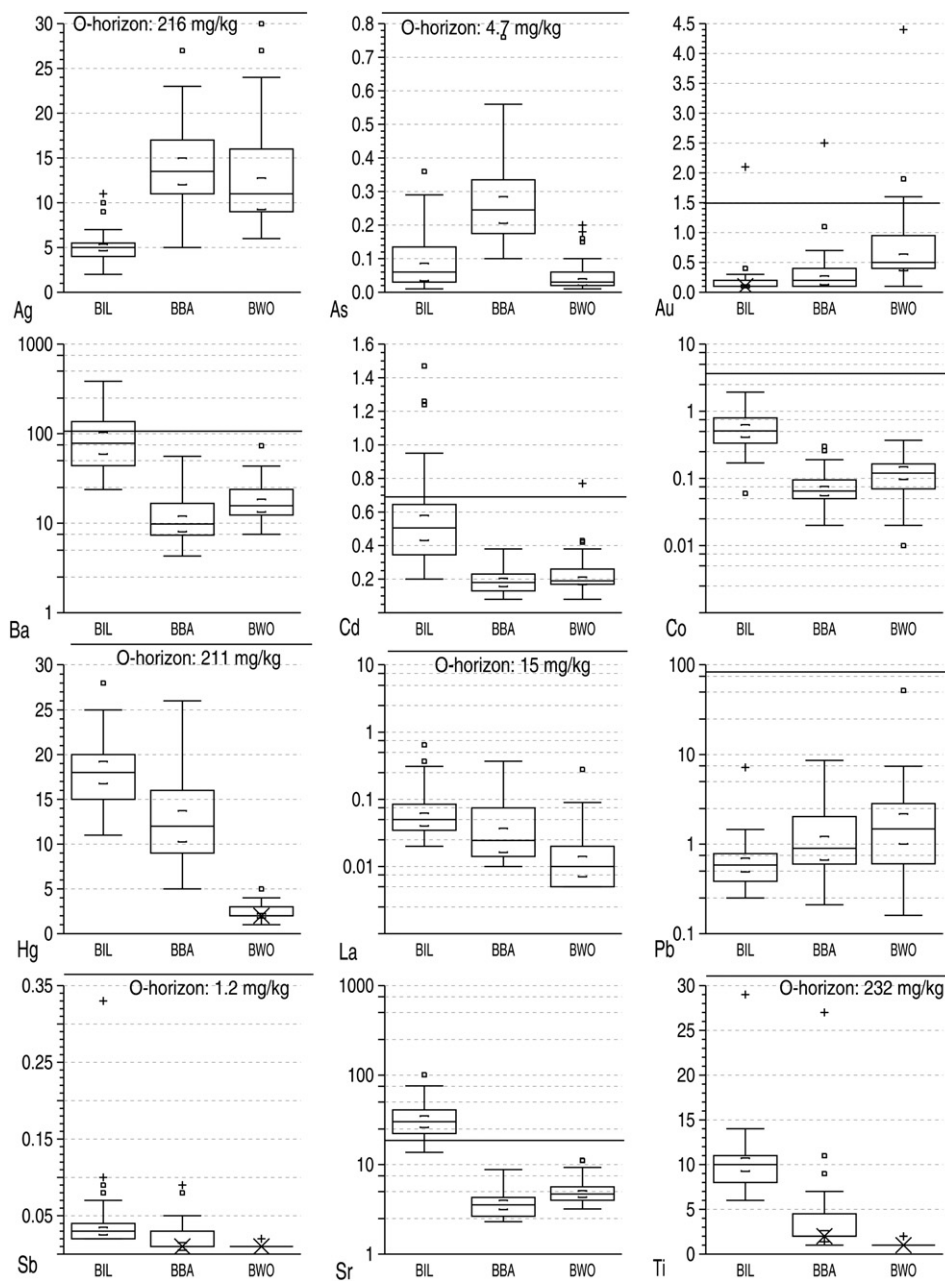 O-horizon: 216 mg/kg
30
25
20
15
10
5
0
Ag
BIL BBA BWO
O-horizon: 4.7 mg/kg
0.8
0.7
0.6
0.5
0.4
0.3
0.2
0.1
0.0
As
BIL BBA BWO
4.5
4.0
3.5
3.0
2.5
2.0
1.5
1.0
0.5
0.0
Au
BIL BBA BWO
1000
100
10
1
Ba
BIL BBA BWO
1.6
1.4
1.2
1.0
0.8
0.6
0.4
0.2
Cd
BIL BBA BWO
10
1
0.1
0.01
Co
BIL BBA BWO
O-horizon: 211 mg/kg
30
25
20
15
10
5
0
Hg
BIL BBA BWO
O-horizon: 15 mg/kg
10
1
0.1
0.01
La
BIL BBA BWO
100
10
1
0.1
Pb
BIL BBA BWO
O-horizon: 1.2 mg/kg
0.35
0.25
0.15
0.05
Sb
BIL BBA BWO
1000
100
10
1
Sr
BIL BBA BWO
O-horizon: 232 mg/kg
30
25
20
15
10
5
0
Ti
BIL BBA BWO